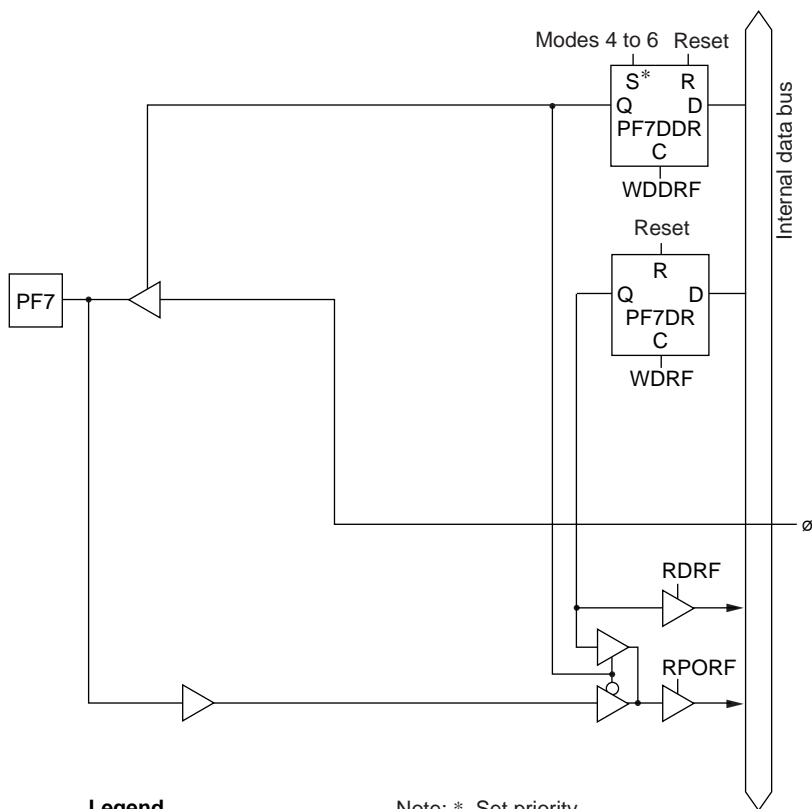 Modes 4 to 6 Reset
S* R
Q D
PF7DDR
C
WDDRF
Internal data bus
Reset
R
Q D
PF7DR
C
WDRF
PF7
ø
RDRF
RPORF
Legend
Note: * Set priority